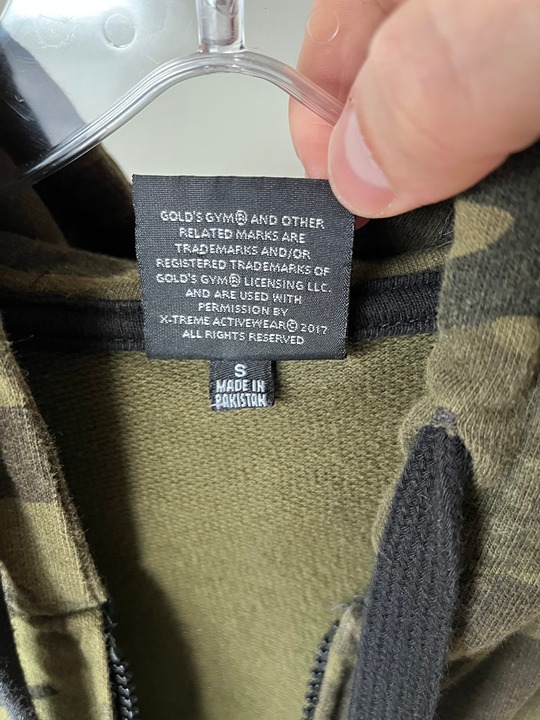 GOLD'S GYM® AND OTHER
RELATED MARKS ARE
TRADEMARKS AND/OR
REGISTERED TRADEMARKS OF
GOLD'S GYM® LICENSING LLC.
AND ARE USED WITH
PERMISSION BY
X-TREME ACTIVEWEAR© 2017
ALL RIGHTS RESERVED
S
MADE IN
PAKISTAN